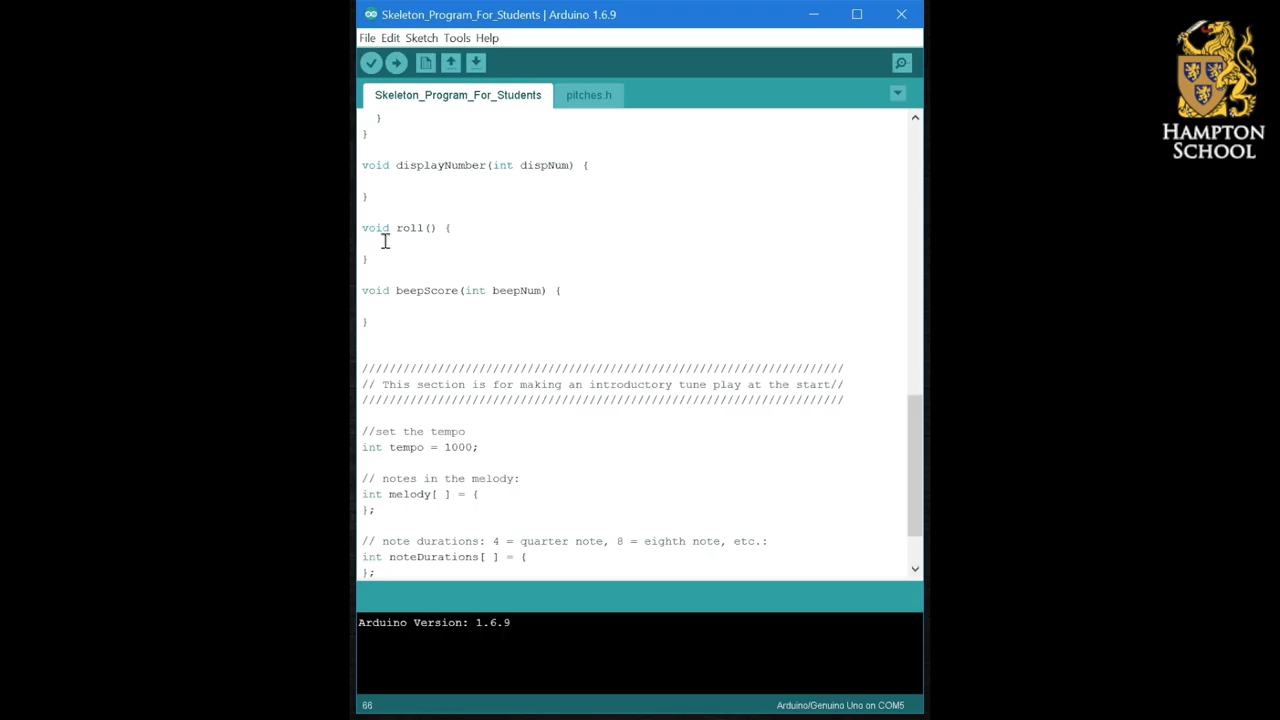 Skeleton_Program_For_Students | Arduino 1.6.9
File Edit Sketch Tools Help
Skeleton_Program_For_Students
pitches.h
}
}
void displayNumber(int dispNum) {
}
void roll() {
}
void beepScore(int beepNum) {
}
///////////////////////////////////////////////////////////////////////
// This section is for making an introductory tune play at the start//
///////////////////////////////////////////////////////////////////////
//set the tempo
int tempo = 1000;
// notes in the melody:
int melody[ ] = {
};
// note durations: 4 = quarter note, 8 = eighth note, etc.:
int noteDurations[ ] = {
};
Arduino Version: 1.6.9
66
Arduino/Genuino Uno on COM5
HAMPTON
SCHOOL